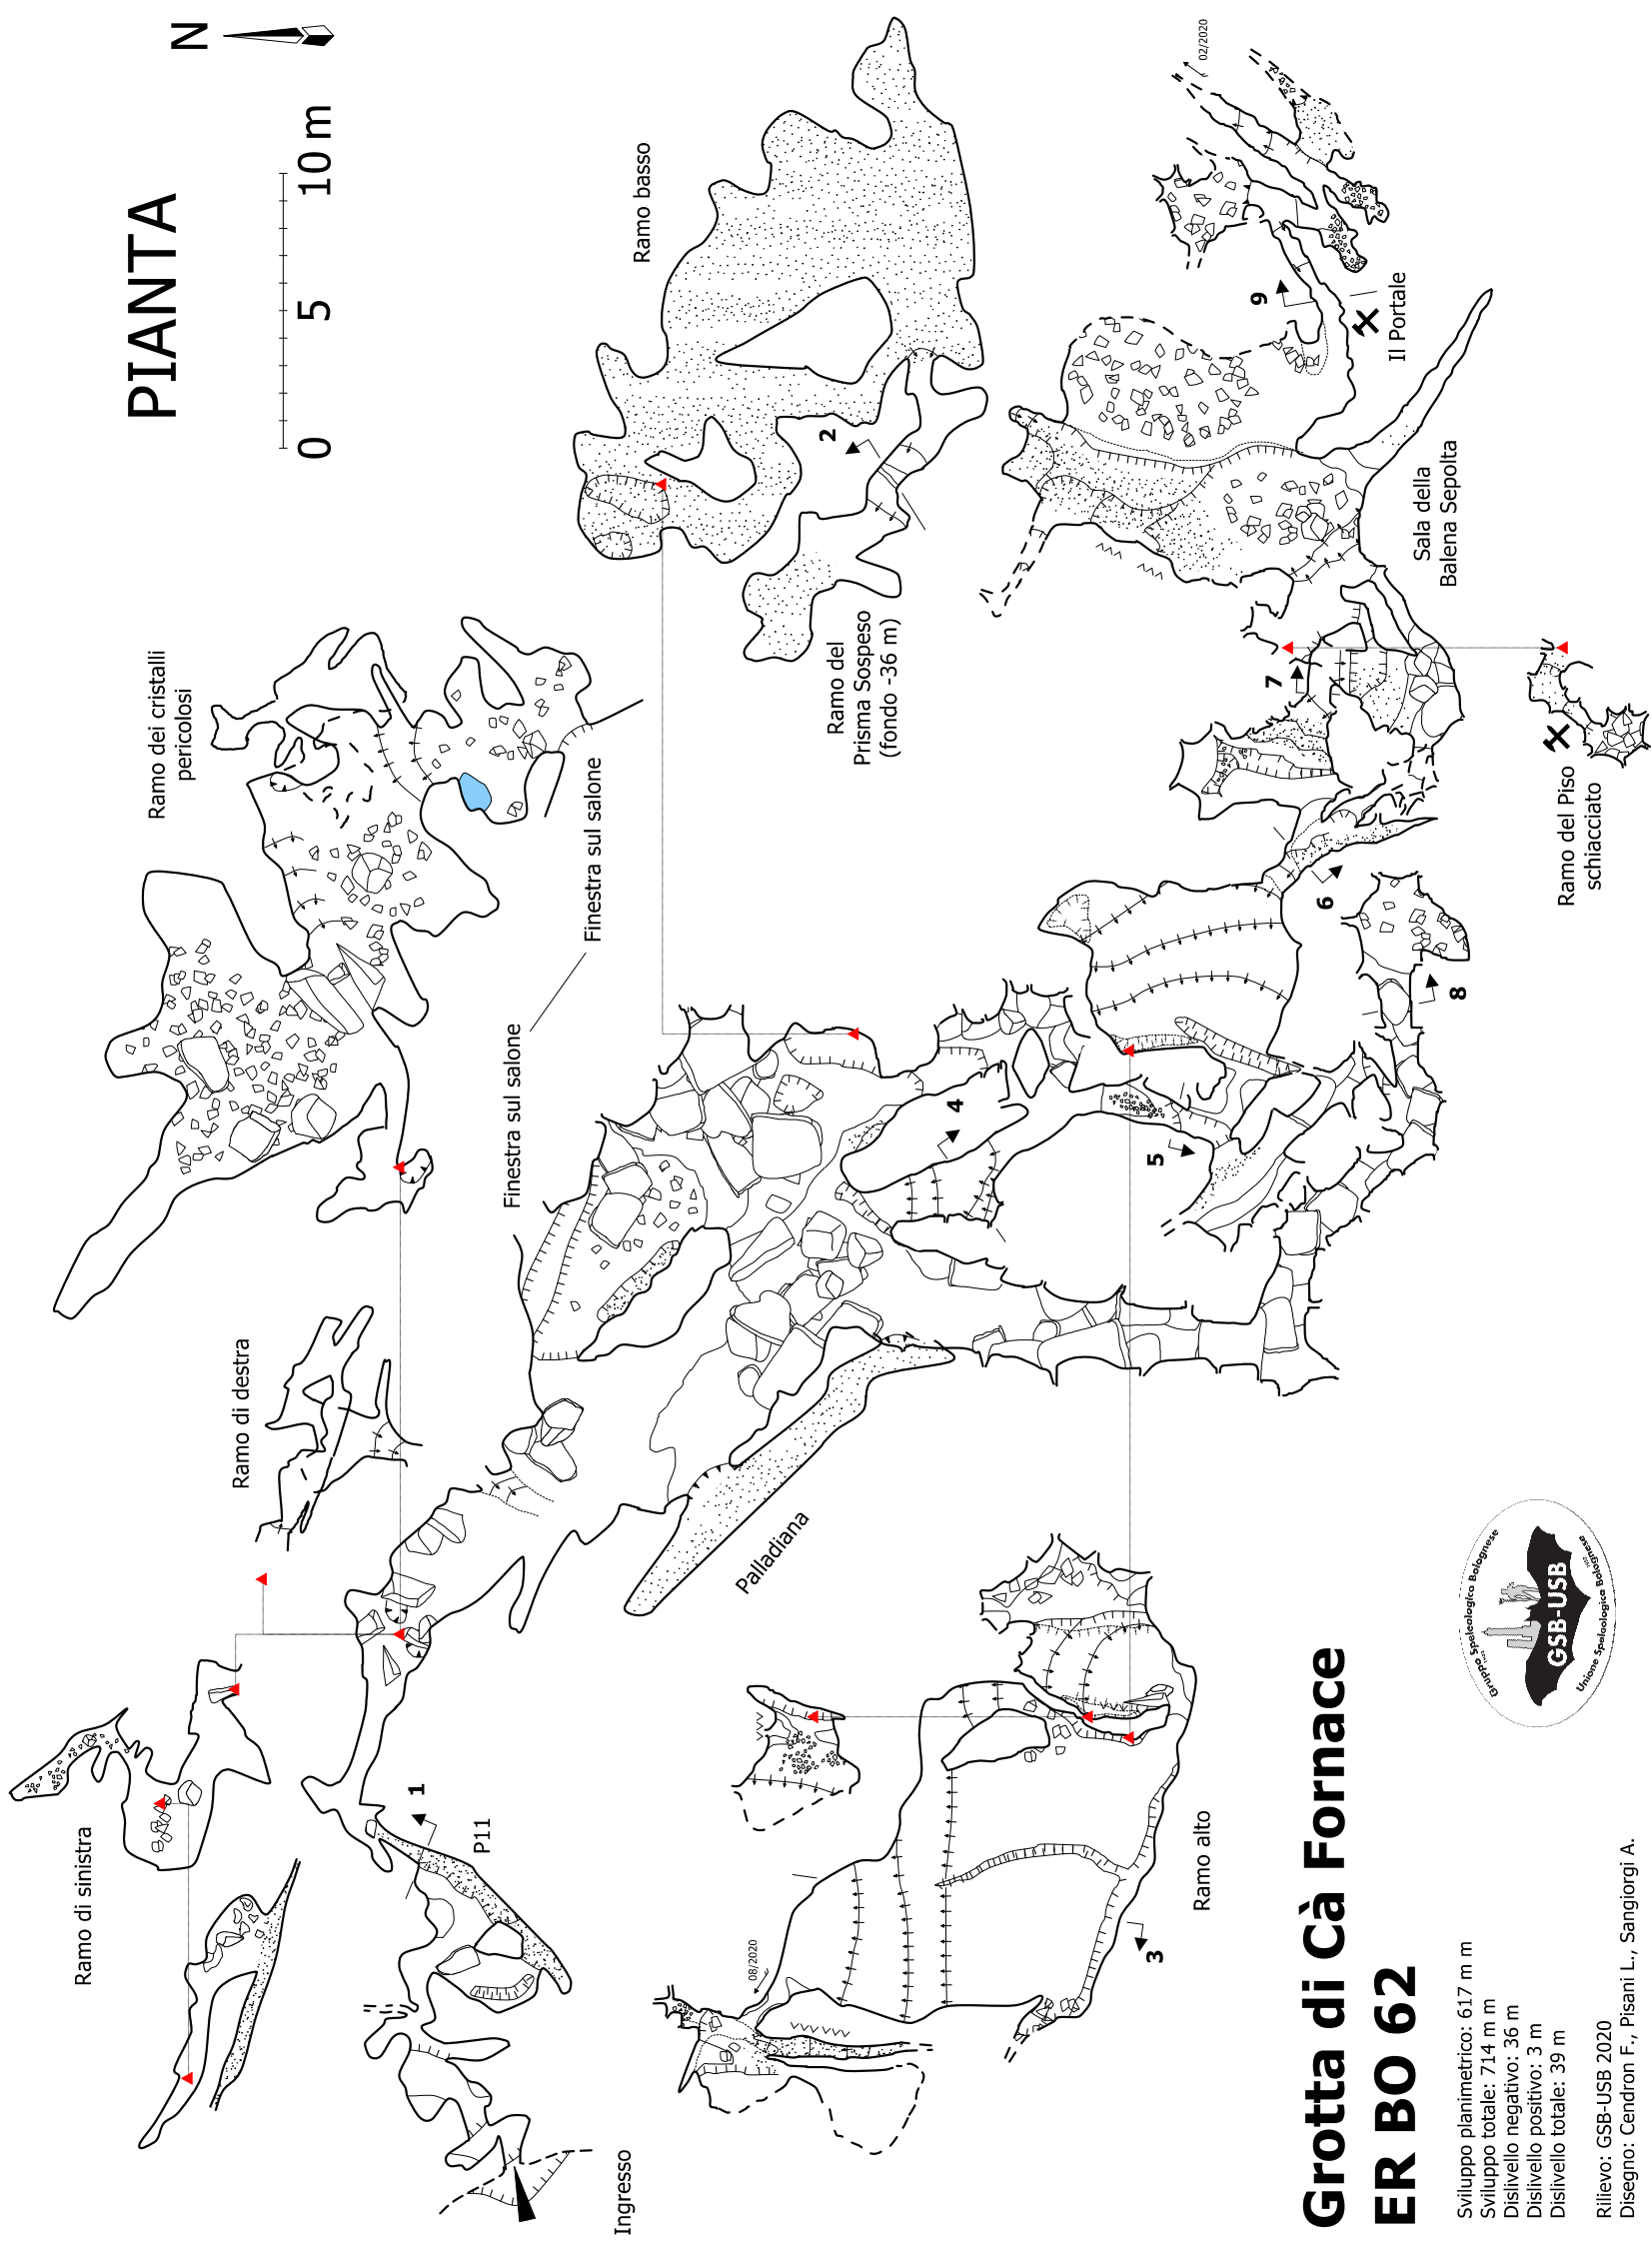 PIANTA
N
0 5 10 m
Ramo basso
02/2020
Ramo dei cristalli
pericolosi
Ramo del
Prisma Sospeso
(fondo -36 m)
2
9
Il Portale
Sala della
Balena Sepolta
7
Ramo del Piso
schiacciato
6
8
Finestra sul salone
Finestra sul salone
4
5
Ramo di destra
Palladiana
Ramo di sinistra
1
P11
Ingresso
08/2020
Ramo alto
3
Grotta di Cà Fornace
ER BO 62
Sviluppo planimetrico: 617 m m
Sviluppo totale: 714 m m
Dislivello negativo: 36 m
Dislivelo positivo: 3 m
Dislivello totale: 39 m
Rilievo: GSB-USB 2020
Disegno: Cendron F., Pisani L., Sangiorgi A.
Gruppo Speleologico Bolognese
GSB-USB
Unione Speleologica Bolognese